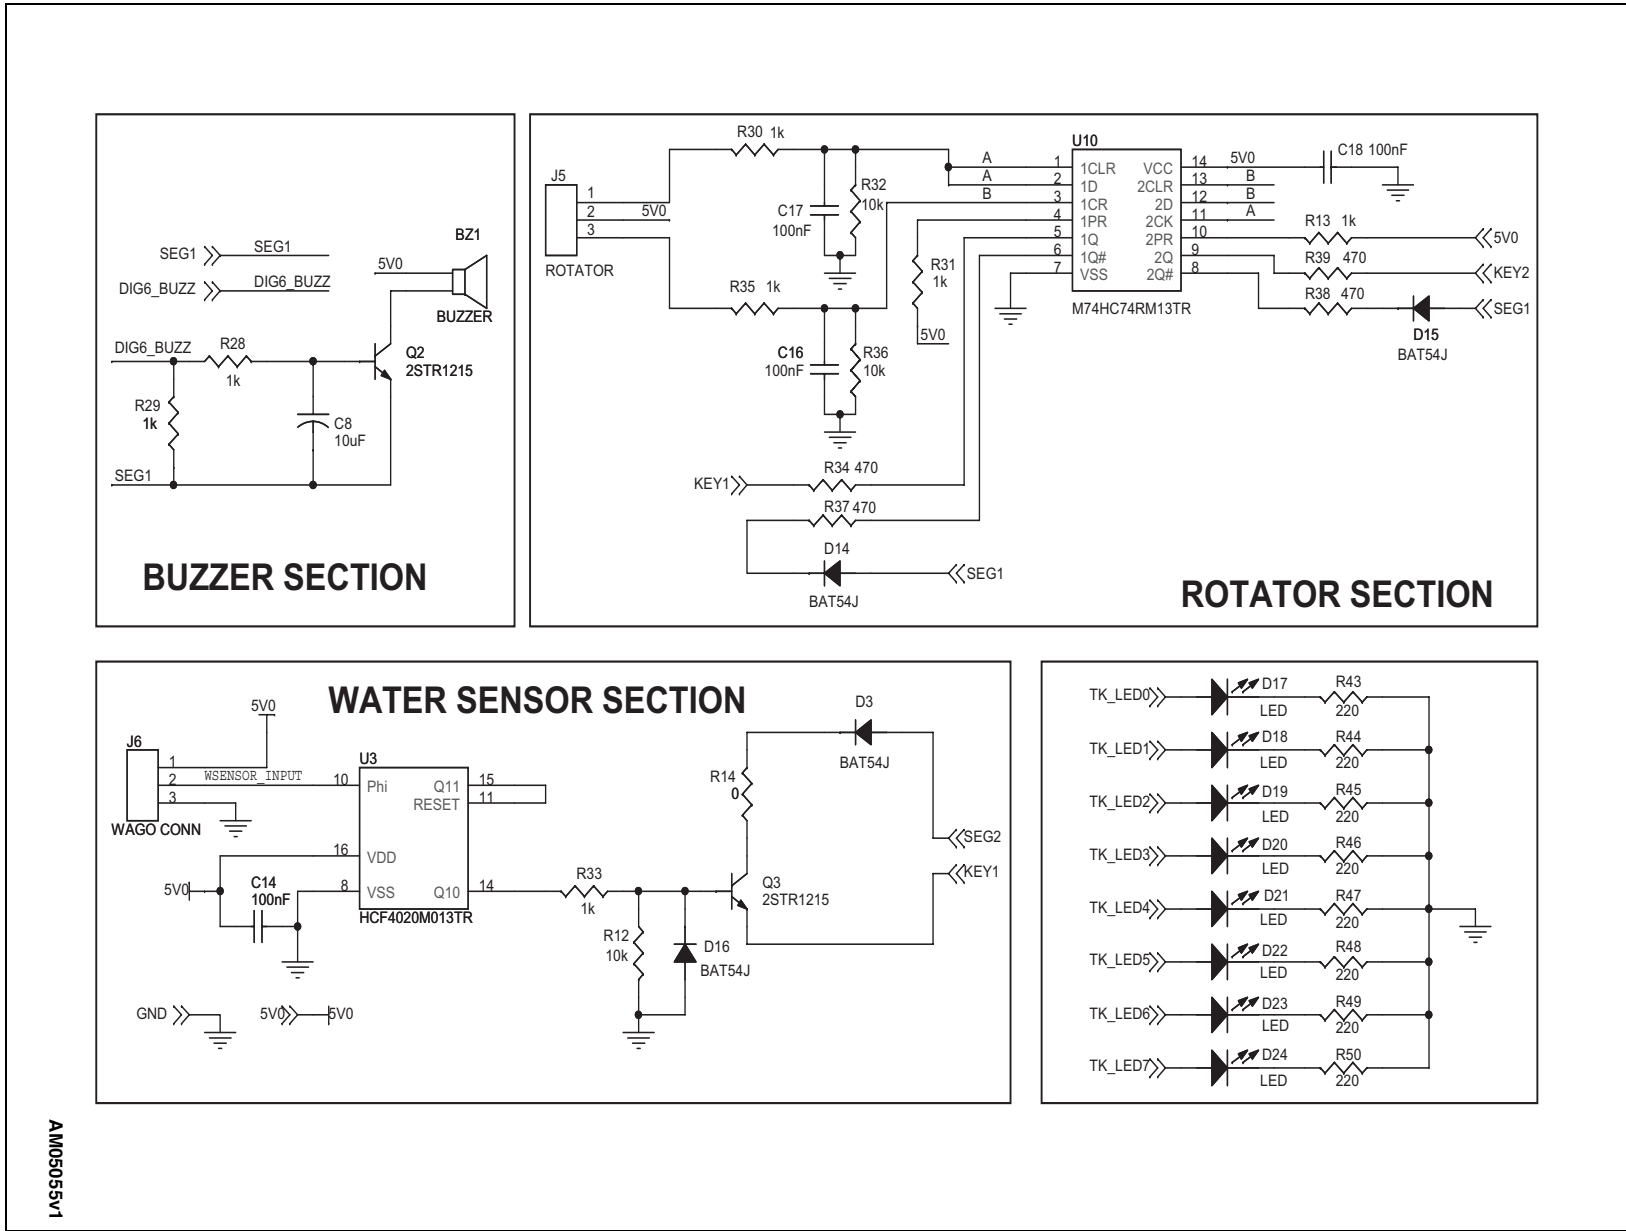 SEG1
SEG1
DIG6_BUZZ
DIG6_BUZZ
5V0
BZ1
BUZZER
DIG6_BUZZ
R28
1k
Q2
2STR1215
R29
1k
C8
10uF
SEG1
BUZZER SECTION
J5
1
2
3
5V0
ROTATOR
R30 1k
C17
100nF
R32
10k
R35 1k
C16
100nF
R36
10k
R31
1k
5V0
A
A
B
U10
1 1CLR
2 1D
3 1CR
4 1PR
5 1Q
6 1Q#
7 VSS
VCC 14
2CLR 13
2D 12
2CK 11
2PR 10
2Q 9
2Q# 8
M74HC74RM13TR
5V0
B
B
A
C18 100nF
R13 1k
5V0
R39 470
KEY2
R38 470
SEG1
D15
BAT54J
KEY1
R34 470
R37 470
D14
BAT54J
SEG1
ROTATOR SECTION
WATER SENSOR SECTION
5V0
J6
1
2
3
WSENSOR_INPUT
WAGO CONN
U3
10 Phi
16 VDD
8 VSS
Q11 15
RESET 11
Q10 14
HCF4020M013TR
5V0
C14
100nF
R33
1k
R12
10k
D16
BAT54J
R14
0
D3
BAT54J
SEG2
KEY1
Q3
2STR1215
GND
5V0
5V0
TK_LED0
D17
LED
R43
220
TK_LED1
D18
LED
R44
220
TK_LED2
D19
LED
R45
220
TK_LED3
D20
LED
R46
220
TK_LED4
D21
LED
R47
220
TK_LED5
D22
LED
R48
220
TK_LED6
D23
LED
R49
220
TK_LED7
D24
LED
R50
220
AM05055v1